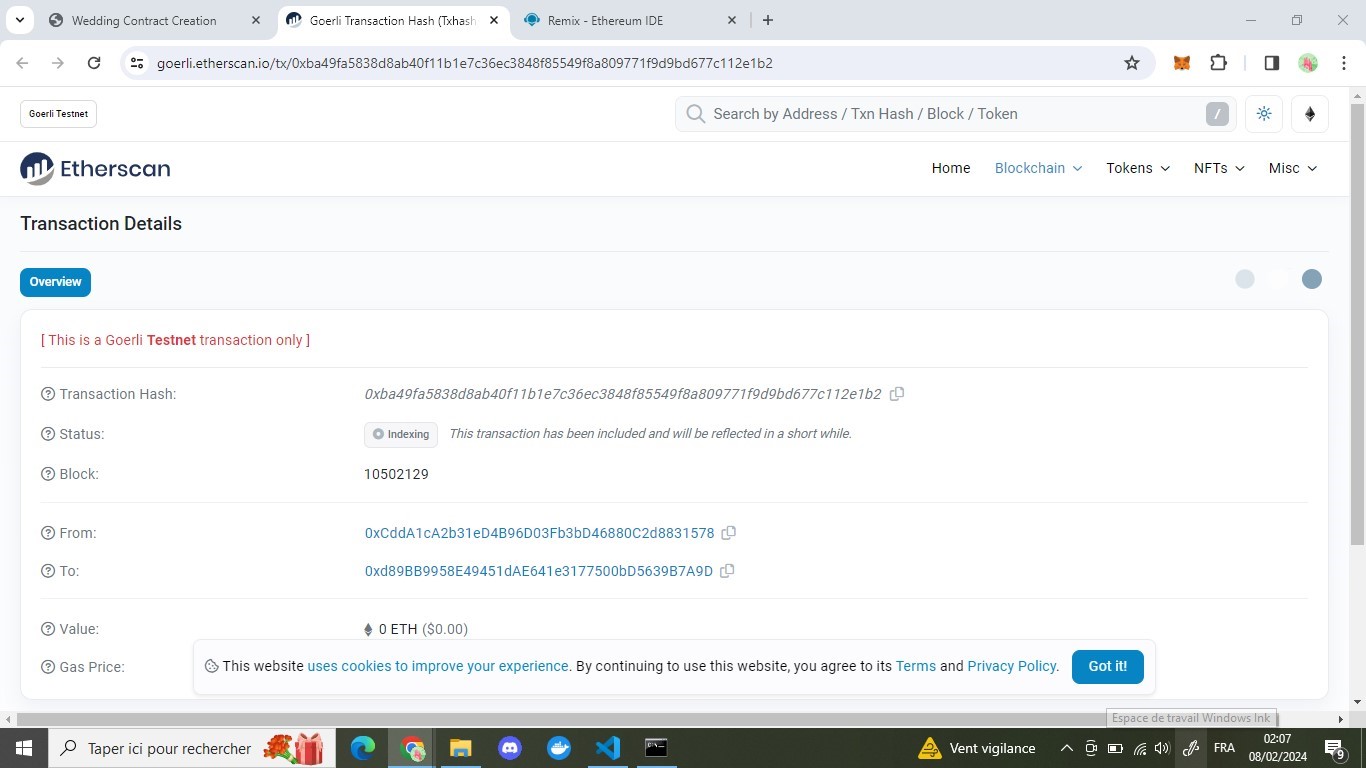 Wedding Contract Creation
Goerli Transaction Hash (Txhash
Remix - Ethereum IDE
goerli.etherscan.io/tx/0xba49fa5838d8ab40f11b1e7c36ec3848f85549f8a809771f9d9bd677c112e1b2
Goerli Testnet
Search by Address / Txn Hash / Block / Token
/
Etherscan
Home
Blockchain
Tokens
NFTs
Misc
Transaction Details
Overview
[ This is a Goerli Testnet transaction only ]
Transaction Hash: 0xba49fa5838d8ab40f11b1e7c36ec3848f85549f8a809771f9d9bd677c112e1b2
Status: Indexing This transaction has been included and will be reflected in a short while.
Block: 10502129
From: 0xCddA1cA2b31eD4B96D03Fb3bD46880C2d8831578
To: 0xd89BB9958E49451dAE641e3177500bD5639B7A9D
Value: 0 ETH ($0.00)
Gas Price:
This website uses cookies to improve your experience. By continuing to use this website, you agree to its Terms and Privacy Policy. Got it!
Espace de travail Windows Ink
Taper ici pour rechercher
Vent vigilance
FRA
02:07
08/02/2024
9